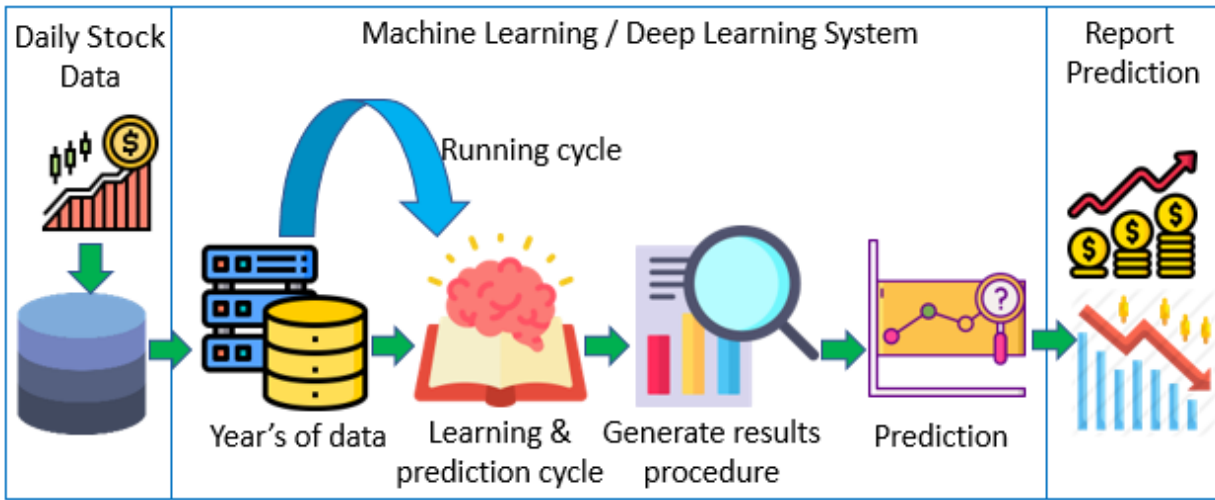 Daily Stock
Data
Machine Learning / Deep Learning System
Report
Prediction
$
Running cycle
$
$
$
?
Year's of data
Learning &
prediction cycle
Generate results
procedure
Prediction